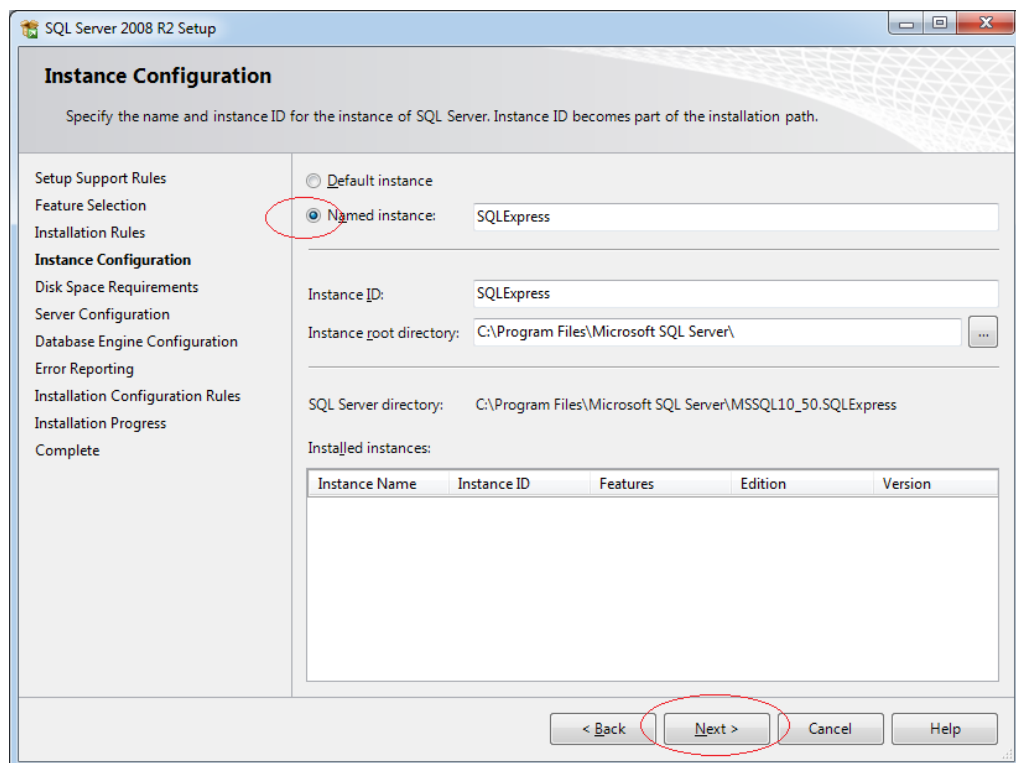 SQL Server 2008 R2 Setup
Instance Configuration
Specify the name and instance ID for the instance of SQL Server. Instance ID becomes part of the installation path.
Setup Support Rules
Feature Selection
Installation Rules
Instance Configuration
Disk Space Requirements
Server Configuration
Database Engine Configuration
Error Reporting
Installation Configuration Rules
Installation Progress
Complete
Default instance
Named instance: SQLExpress
Instance ID: SQLExpress
Instance root directory: C:\Program Files\Microsoft SQL Server\ ...
SQL Server directory: C:\Program Files\Microsoft SQL Server\MSSQL10_50.SQLExpress
Installed instances:
Instance Name Instance ID Features Edition Version
< Back Next > Cancel Help